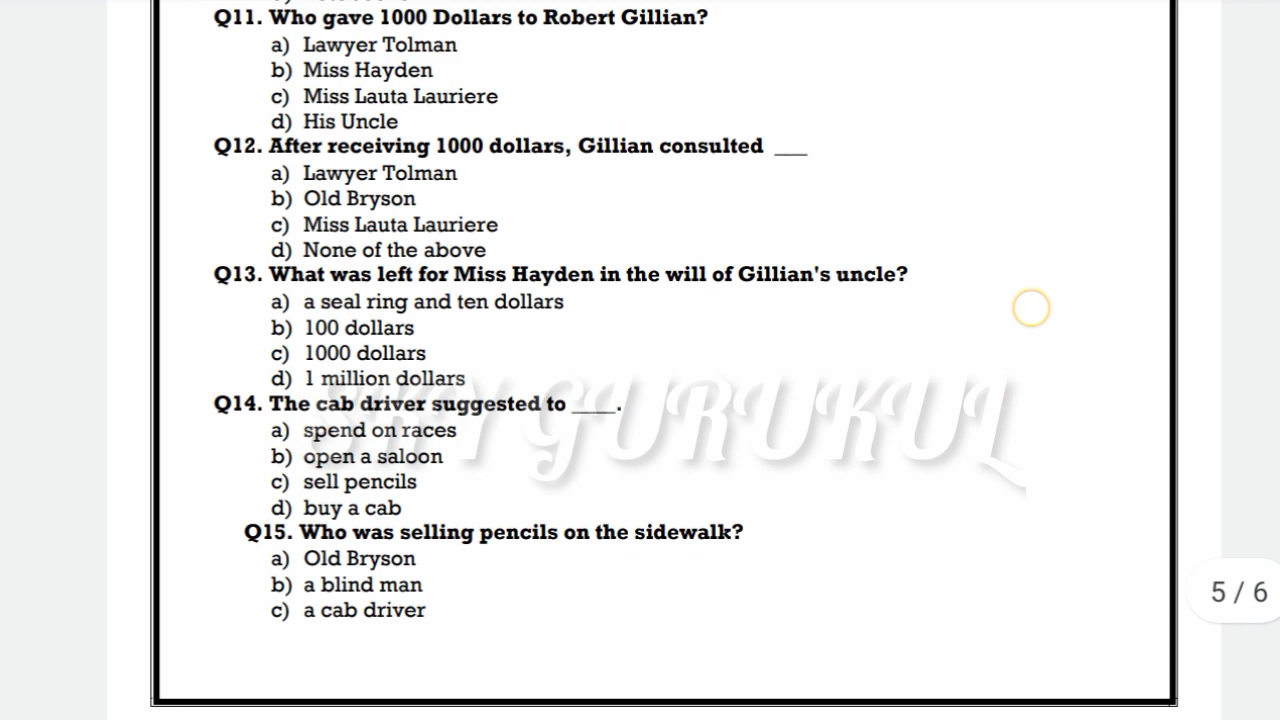 Q11. Who gave 1000 Dollars to Robert Gillian?
a) Lawyer Tolman
b) Miss Hayden
c) Miss Lauta Lauriere
d) His Uncle
Q12. After receiving 1000 dollars, Gillian consulted ___
a) Lawyer Tolman
b) Old Bryson
c) Miss Lauta Lauriere
d) None of the above
Q13. What was left for Miss Hayden in the will of Gillian's uncle?
a) a seal ring and ten dollars
b) 100 dollars
c) 1000 dollars
d) 1 million dollars
Q14. The cab driver suggested to ____.
a) spend on races
b) open a saloon
c) sell pencils
d) buy a cab
SKY GURUKUL
Q15. Who was selling pencils on the sidewalk?
a) Old Bryson
b) a blind man
c) a cab driver
5 / 6